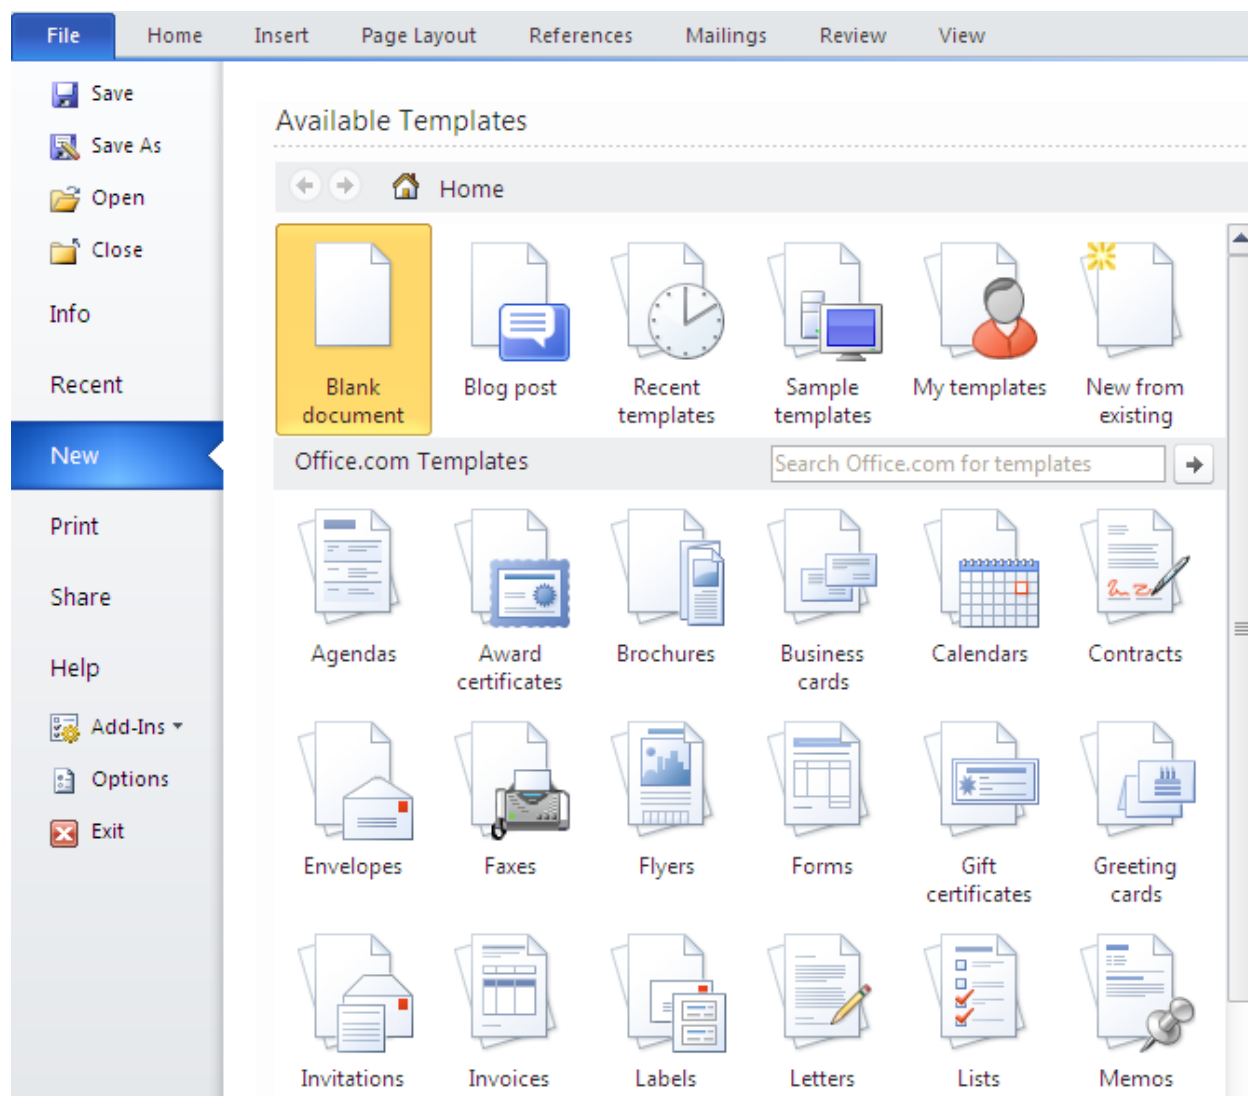 File Home Insert Page Layout References Mailings Review View
Save
Save As
Open
Close
Info
Recent
New
Print
Share
Help
Add-Ins
Options
Exit
Available Templates
Home
Blank document
Blog post
Recent templates
Sample templates
My templates
New from existing
Office.com Templates
Search Office.com for templates
Agendas
Award certificates
Brochures
Business cards
Calendars
Contracts
Envelopes
Faxes
Flyers
Forms
Gift certificates
Greeting cards
Invitations
Invoices
Labels
Letters
Lists
Memos